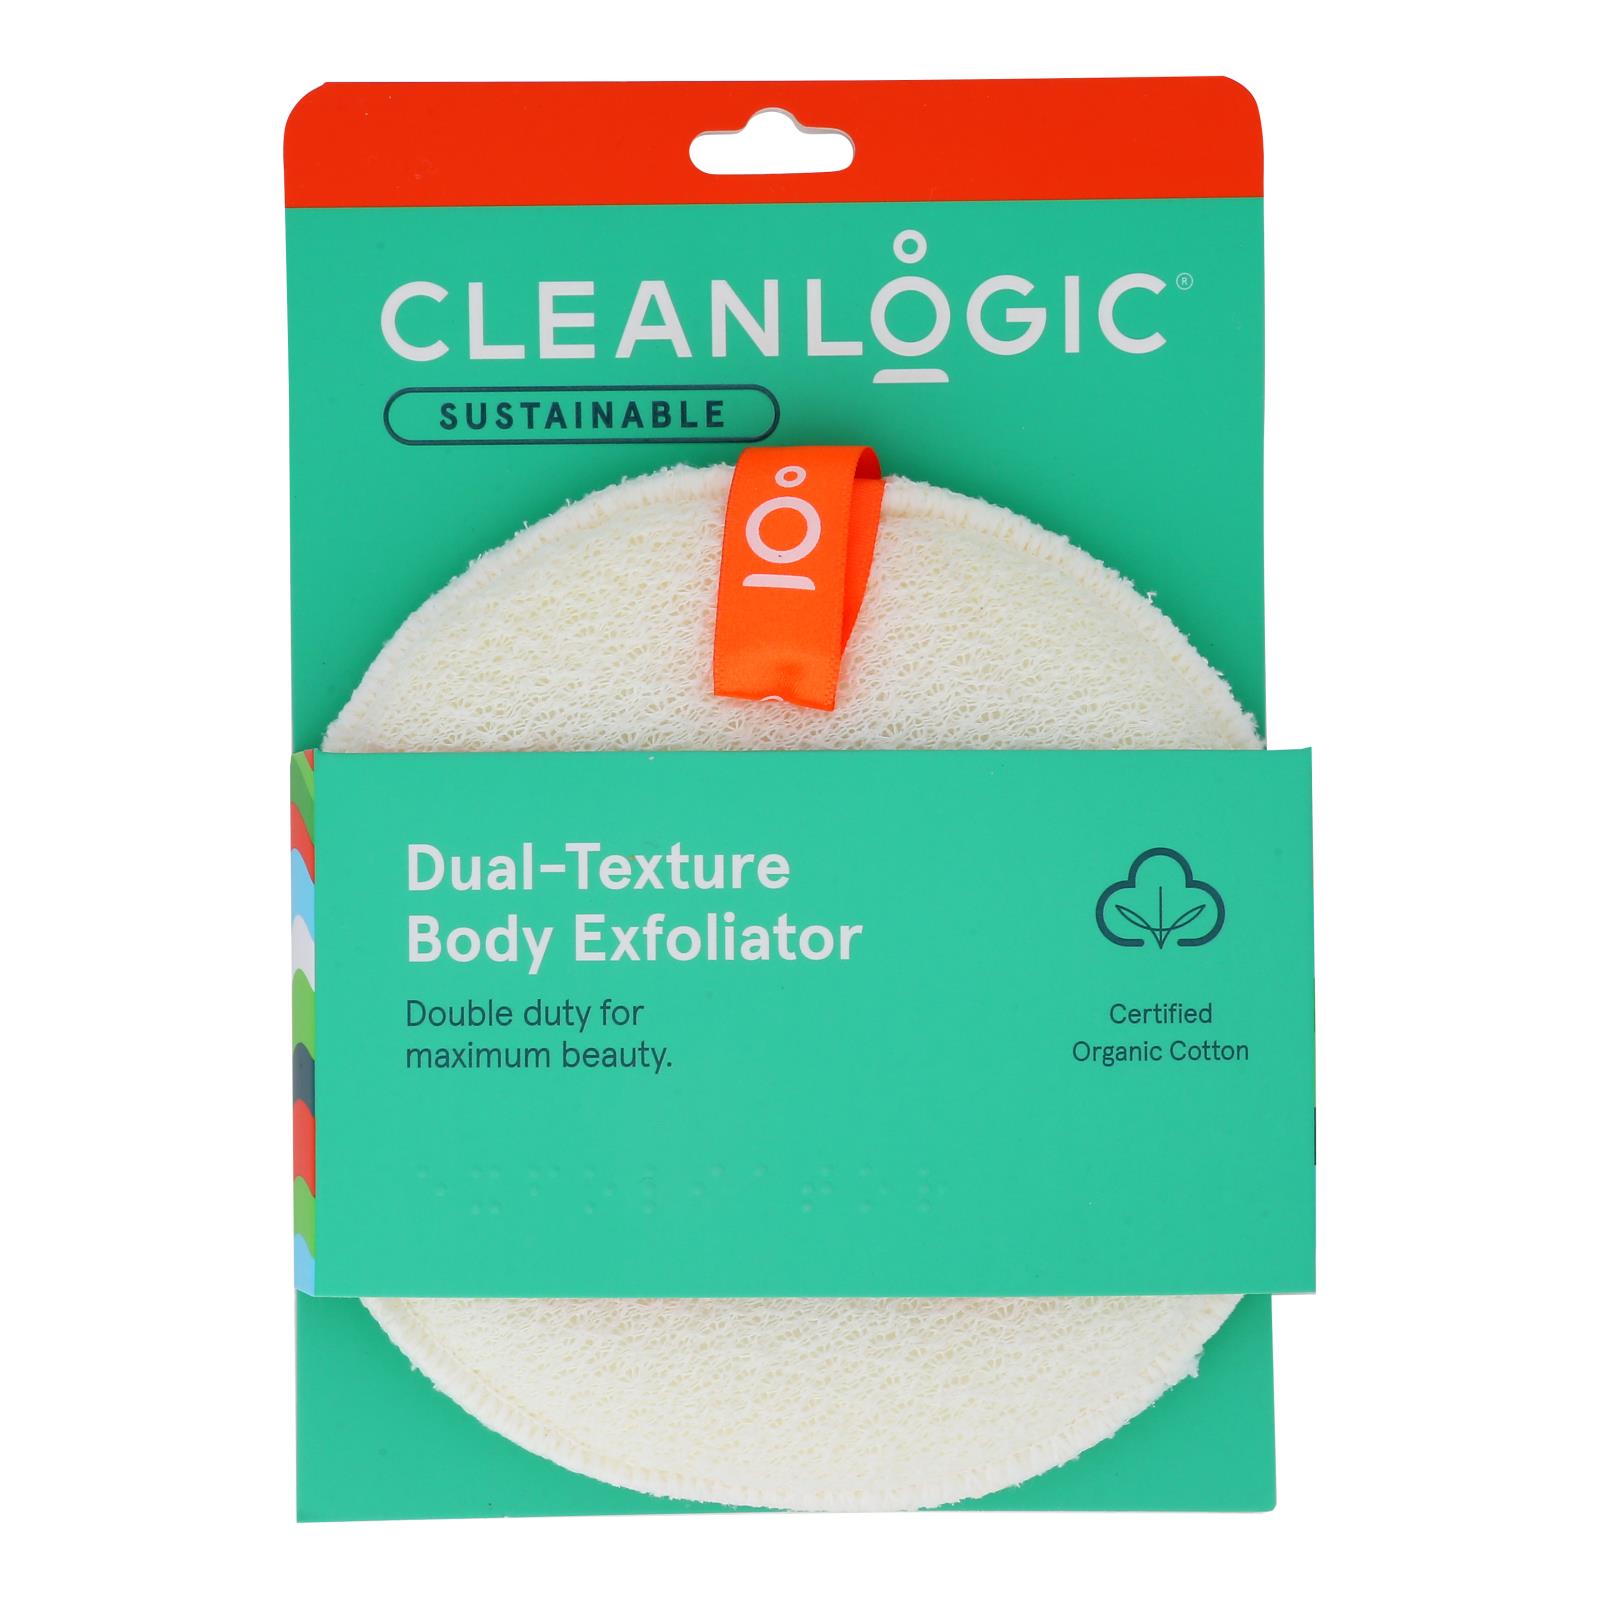 CLEANLOGIC®
SUSTAINABLE
Dual-Texture
Body Exfoliator
Double duty for
maximum beauty.
Certified
Organic Cotton